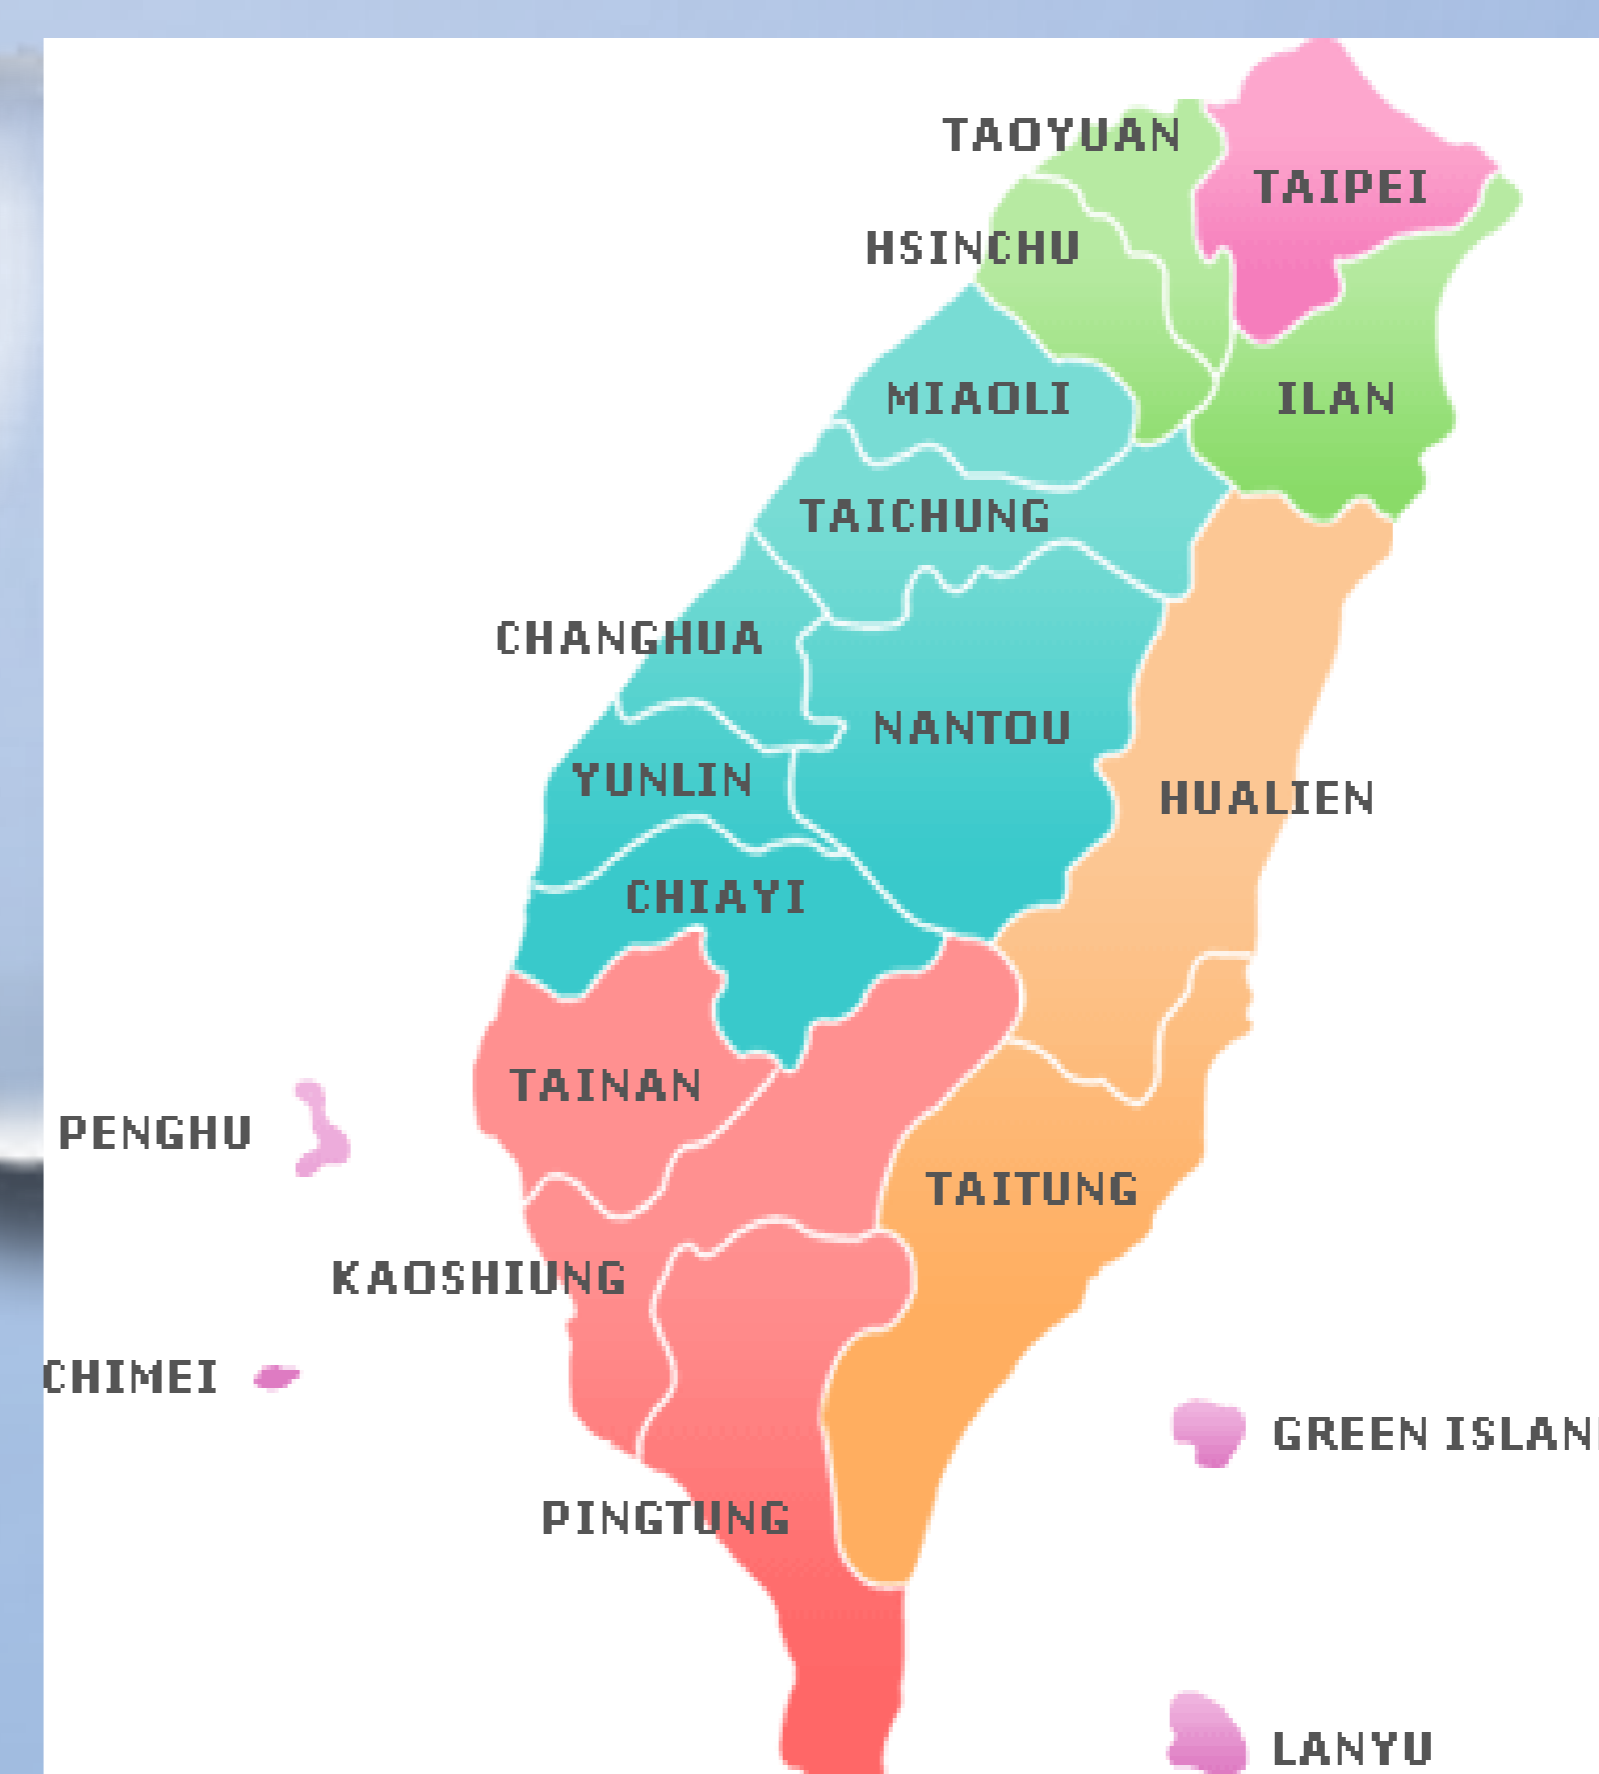 TAOYUAN
TAIPEI
HSINCHU
MIAOLI
ILAN
TAICHUNG
CHANGHUA
NANTOU
YUNLIN
HUALIEN
CHIAYI
TAINAN
PENGHU
TAITUNG
KAOSHIUNG
CHIMEI
GREEN ISLAN
PINGTUNG
LANYU